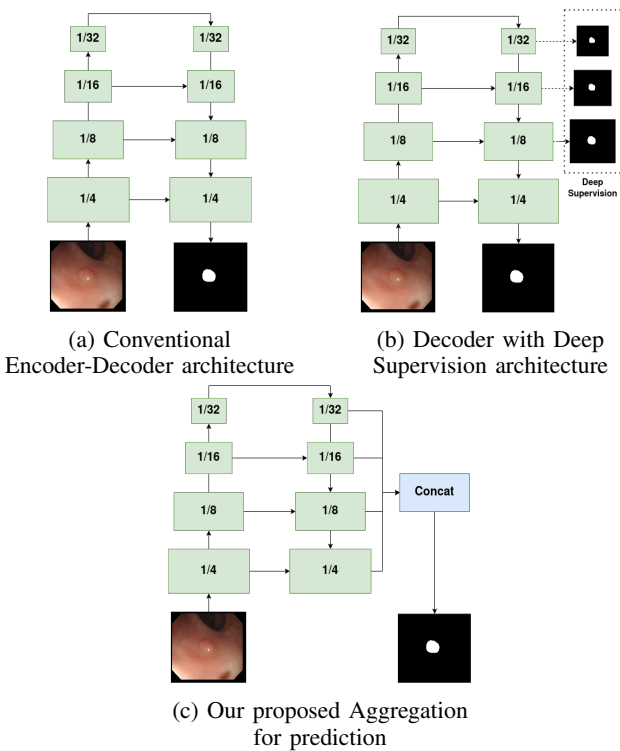 1/32 1/32
1/16 1/16
1/8 1/8
1/4 1/4
(a) Conventional
Encoder-Decoder architecture
1/32 1/32
1/16 1/16
1/8 1/8
1/4 1/4
Deep
Supervision
(b) Decoder with Deep
Supervision architecture
1/32 1/32
1/16 1/16
1/8 1/8
1/4 1/4
Concat
(c) Our proposed Aggregation
for prediction